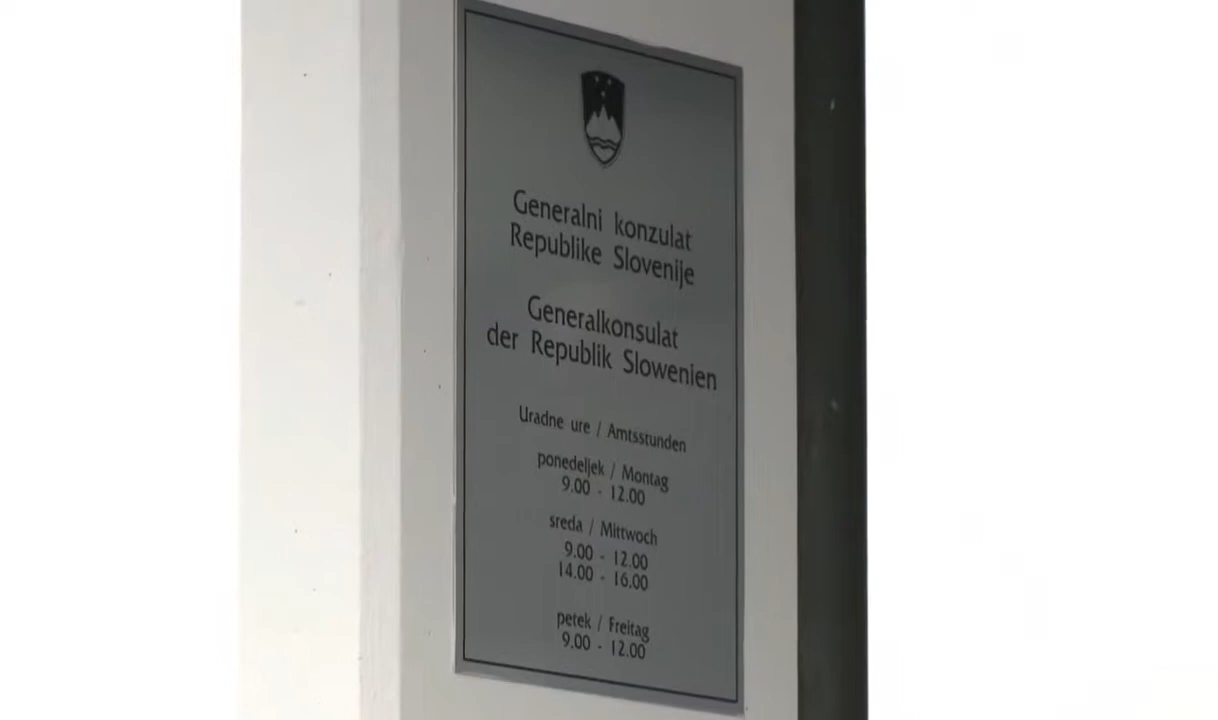 Generalni konzulat
Republike Slovenije
Generalkonsulat
der Republik Slowenien
Uradne ure / Amtsstunden
ponedeljek / Montag
9.00 - 12.00
sreda / Mittwoch
9.00 - 12.00
14.00 - 16.00
petek / Freitag
9.00 - 12.00